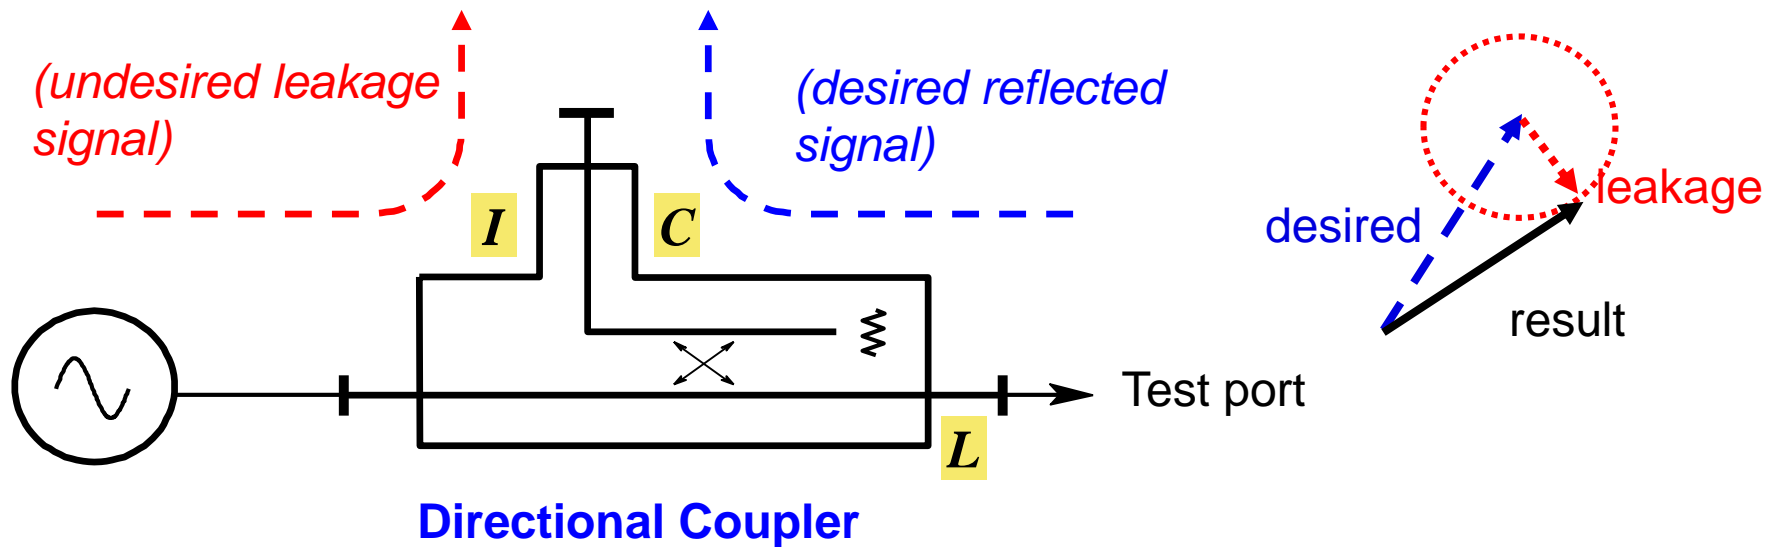 (undesired leakage
signal)
(desired reflected
signal)
leakage
desired
I
C
result
Test port
L
Directional Coupler